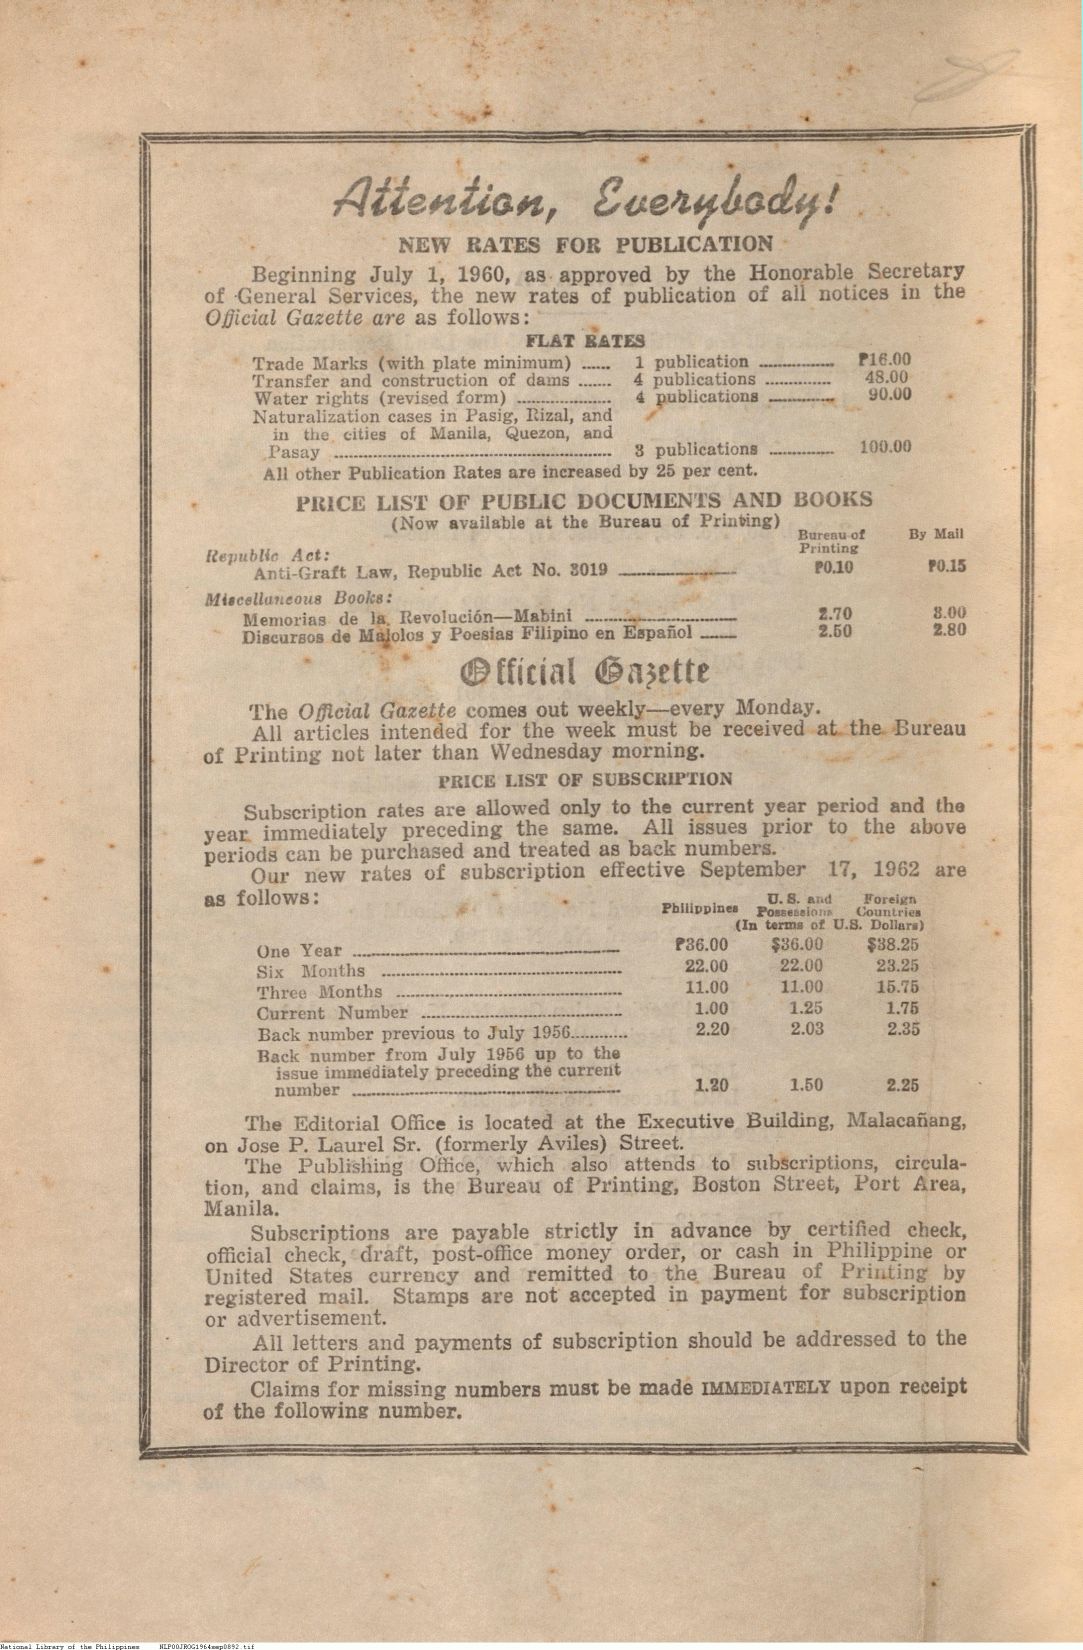 Attention, Everybody!
NEW RATES FOR PUBLICATION
Beginning July 1, 1960, as approved by the Honorable Secretary
of General Services, the new rates of publication of all notices in the
Official Gazette are as follows:
FLAT RATES
Trade Marks (with plate minimum) ...... 1 publication ................ ₱16.00
Transfer and construction of dams ....... 4 publications .............. 48.00
Water rights (revised form) .................... 4 publications .............. 90.00
Naturalization cases in Pasig, Rizal, and
in the cities of Manila, Quezon, and
Pasay .......................................................... 3 publications .............. 100.00
All other Publication Rates are increased by 25 per cent.
PRICE LIST OF PUBLIC DOCUMENTS AND BOOKS
(Now available at the Bureau of Printing)
Bureau of By Mail
Printing
Republic Act:
Anti-Graft Law, Republic Act No. 3019 ......................... ₱0.10 ₱0.15
Miscellaneous Books:
Memorias de la Revolución—Mabini ................................ 2.70 3.00
Discursos de Malolos y Poesias Filipino en Español ........ 2.50 2.80
Official Gazette
The Official Gazette comes out weekly—every Monday.
All articles intended for the week must be received at the Bureau
of Printing not later than Wednesday morning.
PRICE LIST OF SUBSCRIPTION
Subscription rates are allowed only to the current year period and the
year immediately preceding the same. All issues prior to the above
periods can be purchased and treated as back numbers.
Our new rates of subscription effective September 17, 1962 are
as follows:
Philippines U. S. and Possessions Foreign Countries
(In terms of U.S. Dollars)
One Year ......................................................... ₱36.00 $36.00 $38.25
Six Months ................................................... 22.00 22.00 23.25
Three Months ................................................ 11.00 11.00 15.75
Current Number ........................................... 1.00 1.25 1.75
Back number previous to July 1956............ 2.20 2.03 2.35
Back number from July 1956 up to the
issue immediately preceding the current
number ......................................................... 1.20 1.50 2.25
The Editorial Office is located at the Executive Building, Malacañang,
on Jose P. Laurel Sr. (formerly Aviles) Street.
The Publishing Office, which also attends to subscriptions, circula-
tion, and claims, is the Bureau of Printing, Boston Street, Port Area,
Manila.
Subscriptions are payable strictly in advance by certified check,
official check, draft, post-office money order, or cash in Philippine or
United States currency and remitted to the Bureau of Printing by
registered mail. Stamps are not accepted in payment for subscription
or advertisement.
All letters and payments of subscription should be addressed to the
Director of Printing.
Claims for missing numbers must be made IMMEDIATELY upon receipt
of the following number.
National Library of the Philippines NLP00JROG1964sep0892.tif